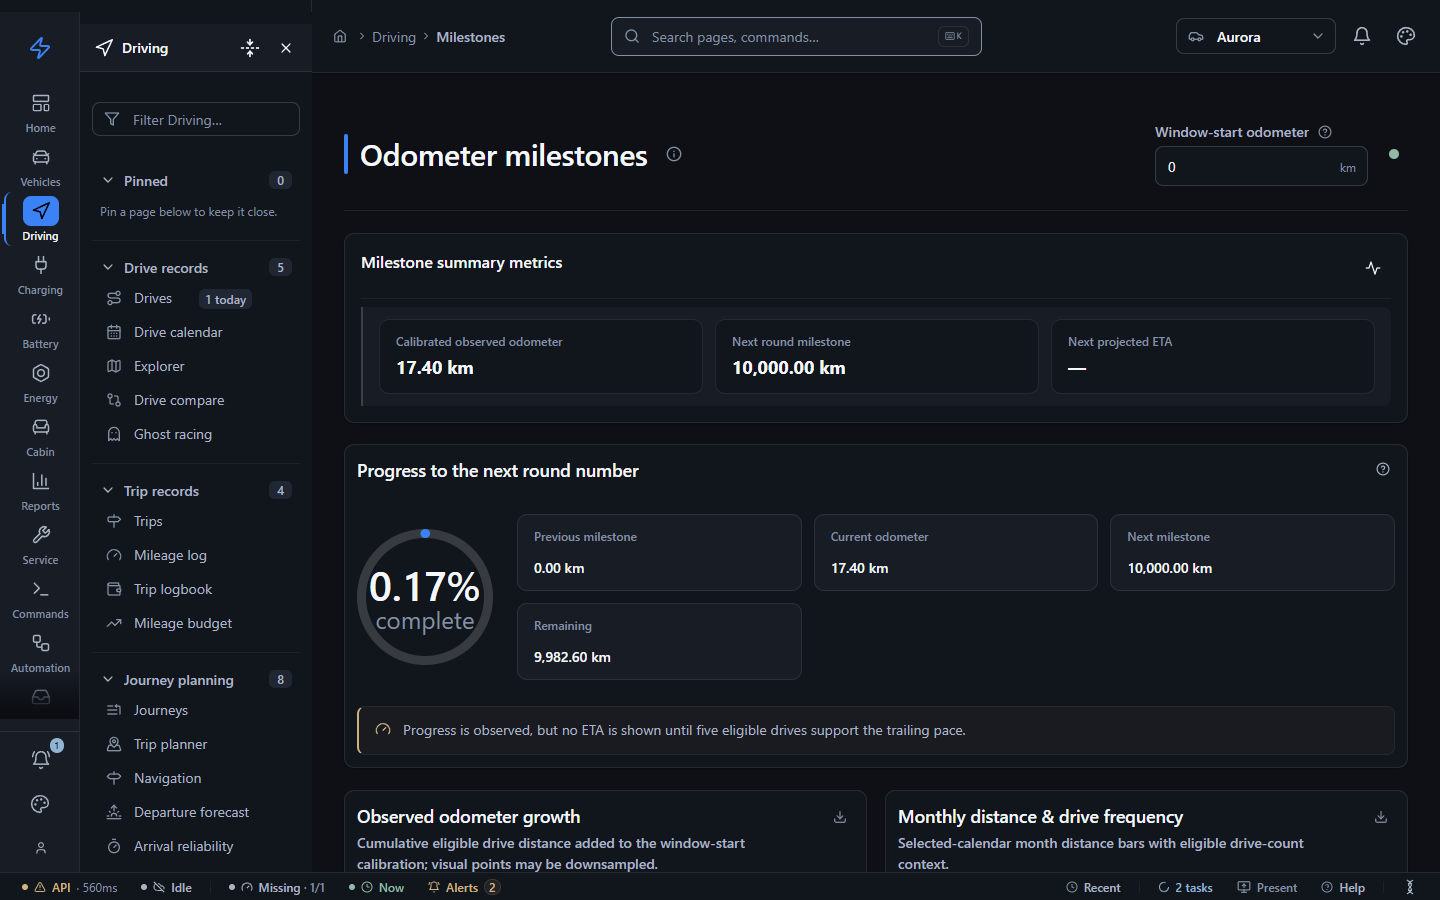 Driving
Driving
Milestones
Search pages, commands...
K
Aurora
Home
Vehicles
Driving
Charging
Battery
Energy
Cabin
Reports
Service
Commands
Automation
1
Filter Driving...
Pinned
0
Pin a page below to keep it close.
Drive records
5
Drives
1 today
Drive calendar
Explorer
Drive compare
Ghost racing
Trip records
4
Trips
Mileage log
Trip logbook
Mileage budget
Journey planning
8
Journeys
Trip planner
Navigation
Departure forecast
Arrival reliability
Odometer milestones
Window-start odometer
0
km
Milestone summary metrics
Calibrated observed odometer
17.40 km
Next round milestone
10,000.00 km
Next projected ETA
—
Progress to the next round number
0.17%
complete
Previous milestone
0.00 km
Current odometer
17.40 km
Next milestone
10,000.00 km
Remaining
9,982.60 km
Progress is observed, but no ETA is shown until five eligible drives support the trailing pace.
Observed odometer growth
Cumulative eligible drive distance added to the window-start
calibration; visual points may be downsampled.
Monthly distance & drive frequency
Selected-calendar month distance bars with eligible drive-count
context.
API · 560ms
Idle
Missing · 1/1
Now
Alerts 2
Recent
2 tasks
Present
Help